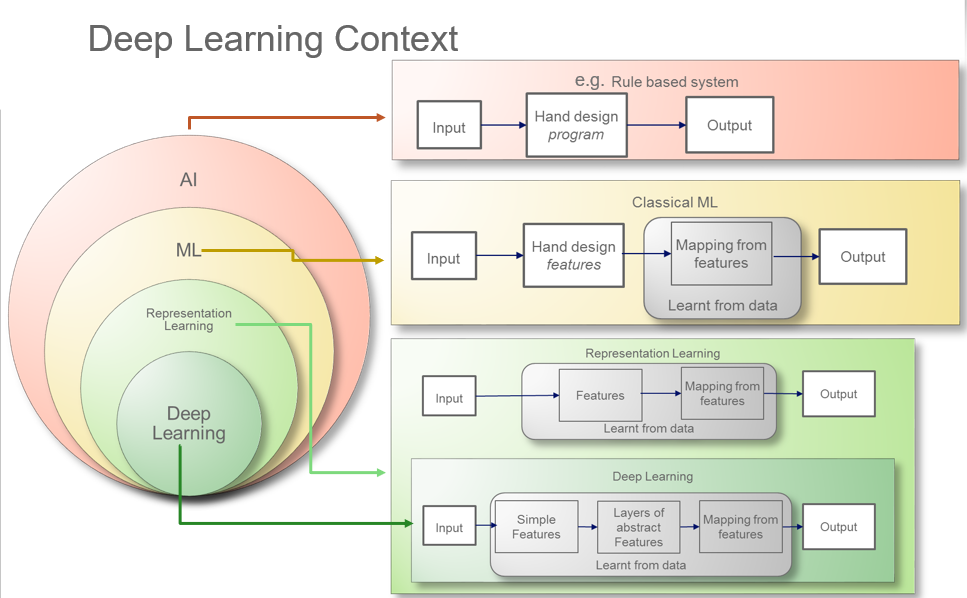 Deep Learning Context
AI
ML
Representation
Learning
Deep
Learning
e.g. Rule based system
Input
Hand design
program
Output
Classical ML
Input
Hand design
features
Mapping from
features
Learnt from data
Output
Representation Learning
Input
Features
Mapping from
features
Learnt from data
Output
Deep Learning
Input
Simple
Features
Layers of
abstract
Features
Mapping from
features
Learnt from data
Output